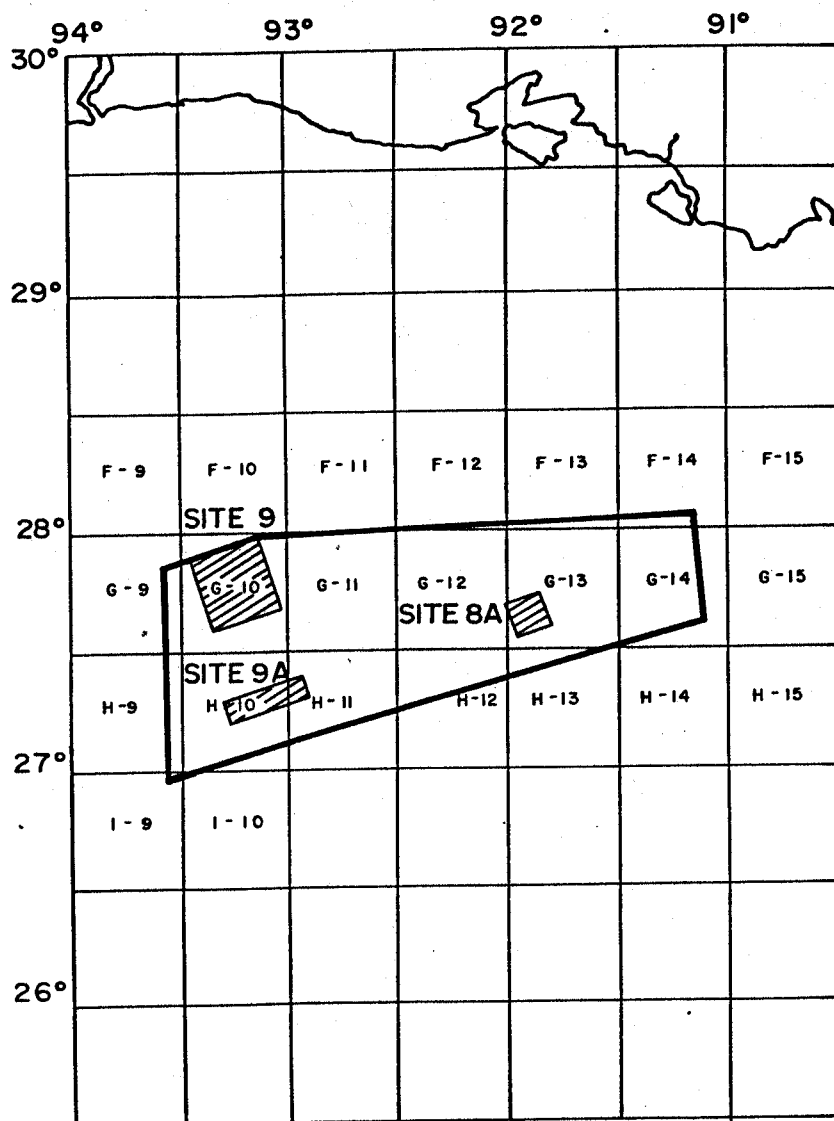 94° 93° 92° 91°
30°
29°
F-9 F-10 F-11 F-12 F-13 F-14 F-15
SITE 9
28°
G-9 G-10 G-11 G-12 G-13 G-14 G-15
SITE 8A
SITE 9A
H-9 H-10 H-11 H-12 H-13 H-14 H-15
27°
I-9 I-10
26°